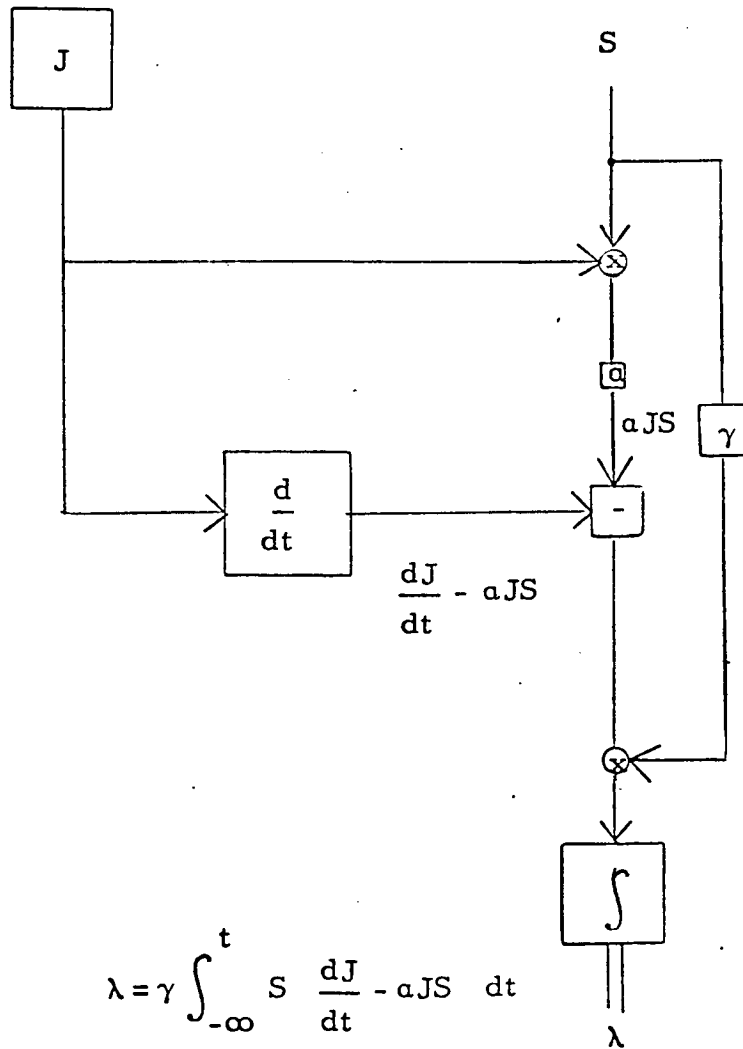 J
S
X
a
aJS
γ
d
dt
-
dJ
dt
- aJS
X
∫
λ = γ ∫_{-∞}^{t} S dJ/dt - aJS dt
λ